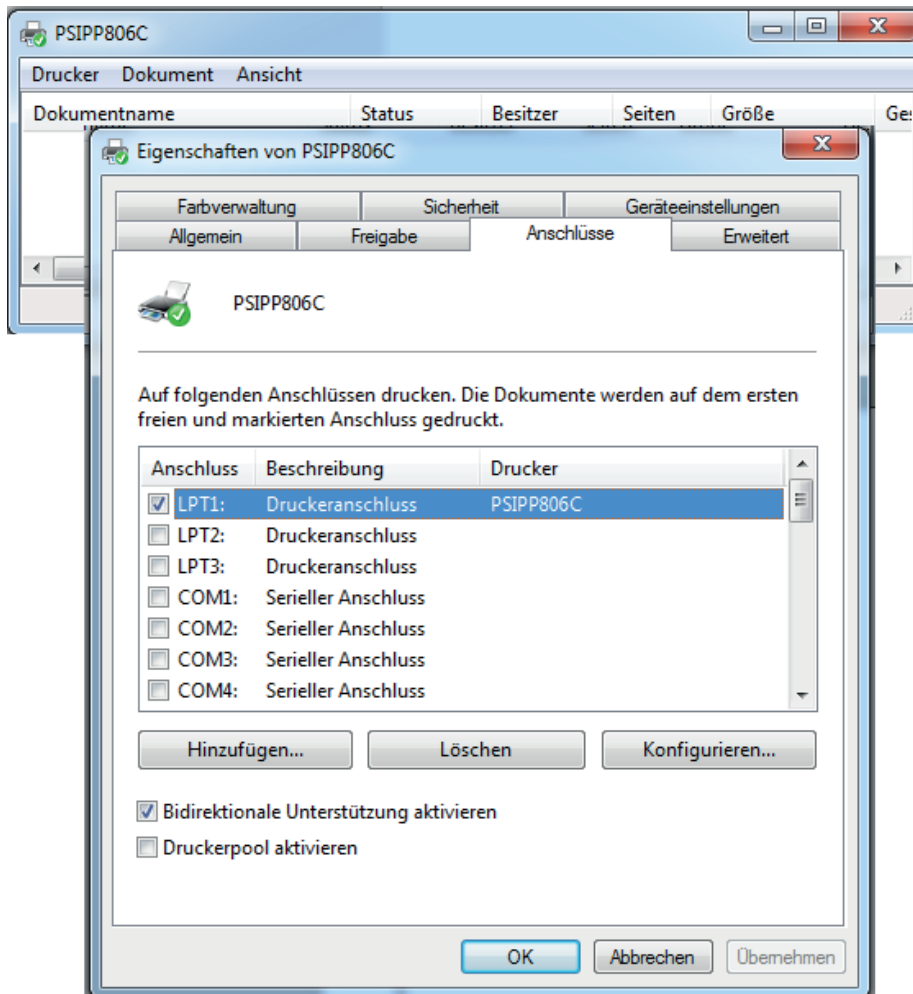 PSIPP806C
Drucker Dokument Ansicht
Dokumentname Status Besitzer Seiten Größe
Eigenschaften von PSIPP806C
Farbverwaltung Sicherheit Geräteeinstellungen
Allgemein Freigabe Anschlüsse Erweitert
PSIPP806C
Auf folgenden Anschlüssen drucken. Die Dokumente werden auf dem ersten
freien und markierten Anschluss gedruckt.
Anschluss Beschreibung Drucker
LPT1: Druckeranschluss PSIPP806C
LPT2: Druckeranschluss
LPT3: Druckeranschluss
COM1: Serieller Anschluss
COM2: Serieller Anschluss
COM3: Serieller Anschluss
COM4: Serieller Anschluss
Hinzufügen... Löschen Konfigurieren...
Bidirektionale Unterstützung aktivieren
Druckerpool aktivieren
OK Abbrechen Übernehmen